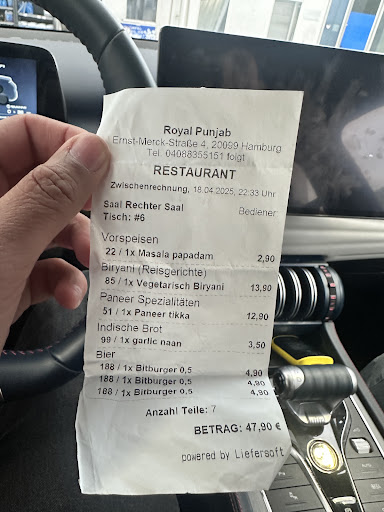 Royal Punjab
Ernst-Merck-Straße 4, 20099 Hamburg
Tel. 04088355151 folgt
RESTAURANT
Zwischenrechnung, 18.04.2025, 22:33 Uhr
Saal Rechter Saal Bediener
Tisch: #6
Vorspeisen
22 / 1x Masala papadam 2,90
Biryani (Reisgerichte)
85 / 1x Vegetarisch Biryani 13,90
Paneer Spezialitäten
51 / 1x Paneer tikka 12,90
Indische Brot
99 / 1x garlic naan 3,50
Bier
188 / 1x Bitburger 0,5 4,90
188 / 1x Bitburger 0,5 4,90
188 / 1x Bitburger 0,5 4,90
Anzahl Teile: 7
BETRAG: 47,90 €
powered by Liefersoft